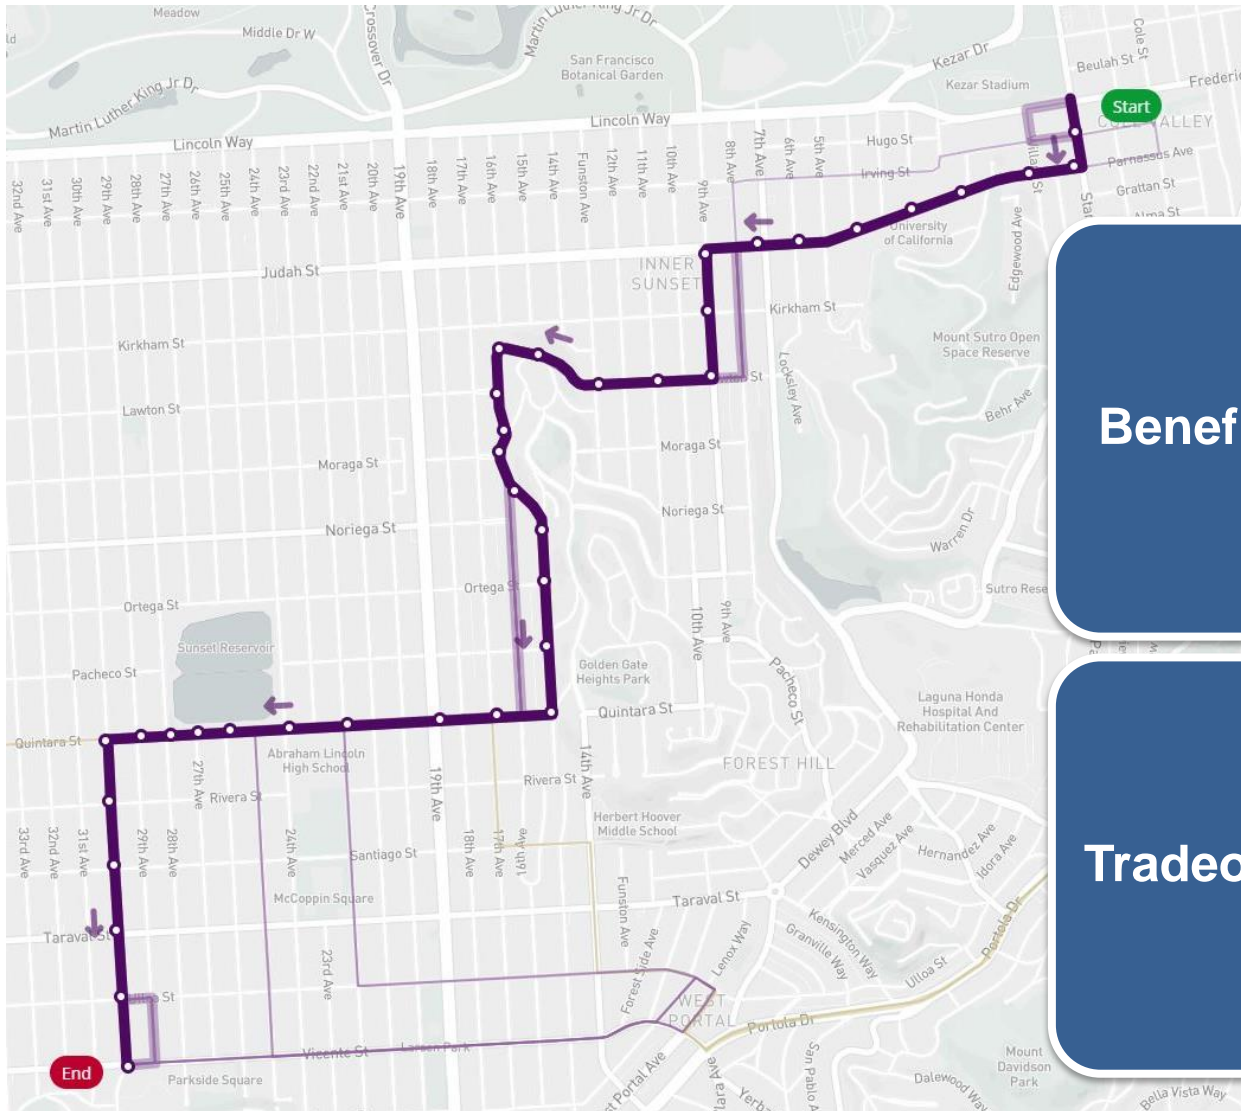 Meadow
Middle Dr W
Crossover Dr
Martin Luther King Jr Dr
San Francisco
Botanical Garden
Kezar Dr
Kezar Stadium
Cole St
Beulah St
Frederic
Martin Luther King Jr Dr
Lincoln Way
Lincoln Way
Start
VALLEY
Hugo St
Irving St
Parnassus Ave
Grattan St
Alma St
Stan
32nd Ave
31st Ave
30th Ave
29th Ave
28th Ave
27th Ave
26th Ave
25th Ave
24th Ave
23rd Ave
22nd Ave
21st Ave
20th Ave
19th Ave
18th Ave
17th Ave
16th Ave
15th Ave
14th Ave
Funston Ave
12th Ave
11th Ave
10th Ave
9th Ave
8th Ave
7th Ave
6th Ave
5th Ave
University
of California
Edgewood Ave
Judah St
INNER
SUNSET
Kirkham St
Kirkham St
Mount Sutro Open
Space Reserve
Locksley Ave
Behr Ave
Lawton St
Benef
Moraga St
Moraga St
Noriega St
Noriega St
Warren Dr
Ortega St
Ortega S
Sutro Rese
10th Ave
9th Ave
Sunset Reservoir
Pacheco St
Golden Gate
Heights Park
Pacheco St
Laguna Honda
Hospital And
Rehabilitation Center
Quintara St
Quintara St
Abraham Lincoln
High School
27th Ave
Rivera St
19th Ave
Rivera St
14th Ave
FOREST HILL
Herbert Hoover
Middle School
Dewey Blvd
Merced Ave
Vasquez Ave
Hernandez Ave
Idora Ave
33rd Ave
32nd Ave
31st Ave
29th Ave
28th Ave
24th Ave
Santiago St
18th Ave
17th Ave
16th Ave
Tradeo
McCoppin Square
Taraval St
Taraval St
Funston Ave
Forest Side Ave
Lenox Way
Kensington Way
Granville Way
Ulloa St
Portola Dr
23rd Ave
WEST
PORTAL
Portola Dr
Vicente St
Larsen Park
End
Parkside Square
st Portal Ave
San Pablo A
Mount
Davidson
Park
Dalewood Way
Bella Vista Way
Yerba